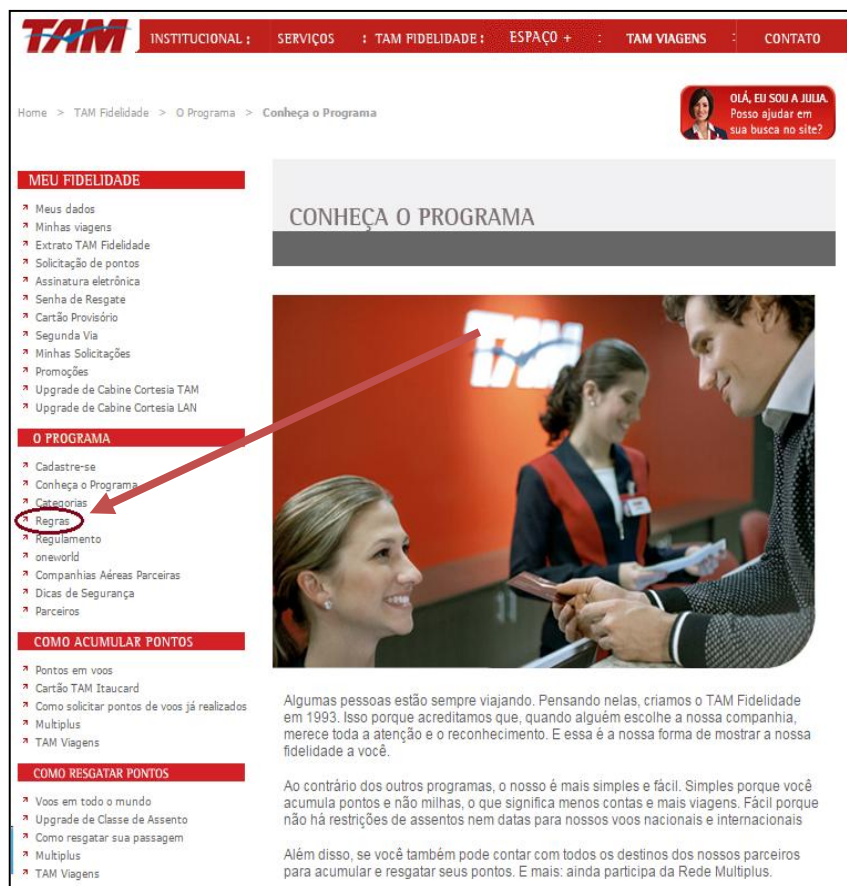 TAM INSTITUCIONAL : SERVIÇOS : TAM FIDELIDADE : ESPAÇO + : TAM VIAGENS : CONTATO
Home > TAM Fidelidade > O Programa > Conheça o Programa
OLÁ, EU SOU A JULIA.
Posso ajudar em
sua busca no site?
MEU FIDELIDADE
Meus dados
Minhas viagens
Extrato TAM Fidelidade
Solicitação de pontos
Assinatura eletrônica
Senha de Resgate
Cartão Provisório
Segunda Via
Minhas Solicitações
Promoções
Upgrade de Cabine Cortesia TAM
Upgrade de Cabine Cortesia LAN
O PROGRAMA
Cadastre-se
Conheça o Programa
Categorias
Regras
Regulamento
oneworld
Companhias Aéreas Parceiras
Dicas de Segurança
Parceiros
COMO ACUMULAR PONTOS
Pontos em voos
Cartão TAM Itaucard
Como solicitar pontos de voos já realizados
Multiplus
TAM Viagens
COMO RESGATAR PONTOS
Voos em todo o mundo
Upgrade de Classe de Assento
Como resgatar sua passagem
Multiplus
TAM Viagens
CONHEÇA O PROGRAMA
TAM
Algumas pessoas estão sempre viajando. Pensando nelas, criamos o TAM Fidelidade
em 1993. Isso porque acreditamos que, quando alguém escolhe a nossa companhia,
merece toda a atenção e o reconhecimento. E essa é a nossa forma de mostrar a nossa
fidelidade a você.
Ao contrário dos outros programas, o nosso é mais simples e fácil. Simples porque você
acumula pontos e não milhas, o que significa menos contas e mais viagens. Fácil porque
não há restrições de assentos nem datas para nossos voos nacionais e internacionais
Além disso, se você também pode contar com todos os destinos dos nossos parceiros
para acumular e resgatar seus pontos. E mais: ainda participa da Rede Multiplus.